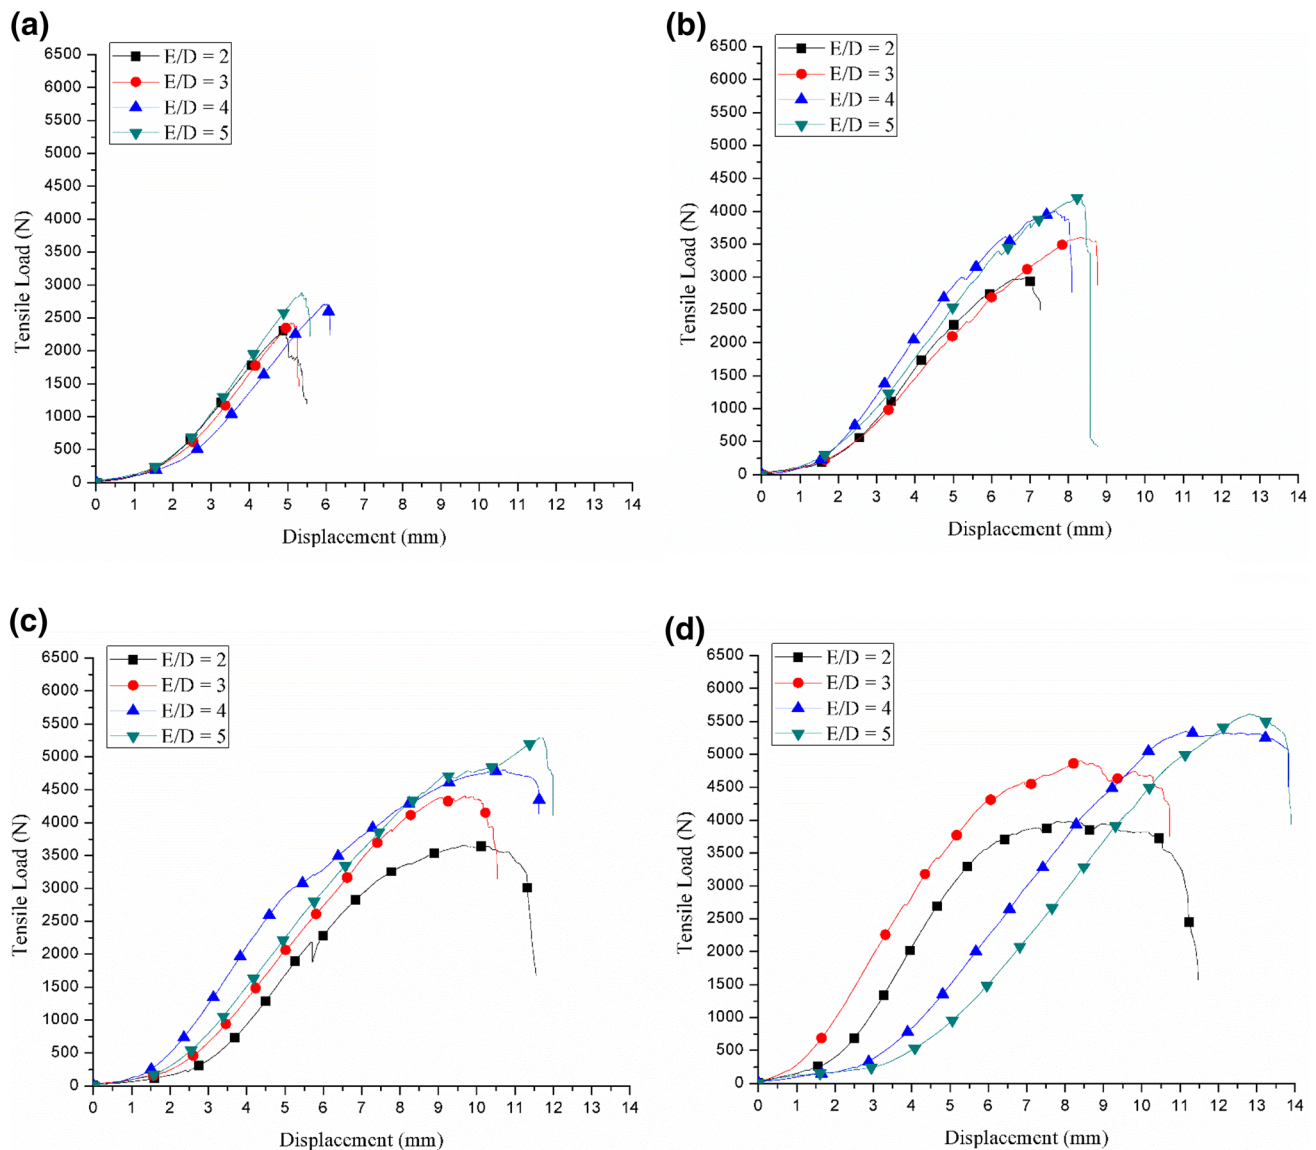 (a)
E/D = 2
E/D = 3
E/D = 4
E/D = 5
6500
6000
5500
5000
4500
4000
3500
3000
2500
2000
1500
1000
500
0
Tensile Load (N)
0 1 2 3 4 5 6 7 8 9 10 11 12 13 14
Displacement (mm)
(b)
E/D = 2
E/D = 3
E/D = 4
E/D = 5
6500
6000
5500
5000
4500
4000
3500
3000
2500
2000
1500
1000
500
0
Tensile Load (N)
0 1 2 3 4 5 6 7 8 9 10 11 12 13 14
Displacement (mm)
(c)
E/D = 2
E/D = 3
E/D = 4
E/D = 5
6500
6000
5500
5000
4500
4000
3500
3000
2500
2000
1500
1000
500
0
Tensile Load (N)
0 1 2 3 4 5 6 7 8 9 10 11 12 13 14
Displacement (mm)
(d)
E/D = 2
E/D = 3
E/D = 4
E/D = 5
6500
6000
5500
5000
4500
4000
3500
3000
2500
2000
1500
1000
500
0
Tensile Load (N)
0 1 2 3 4 5 6 7 8 9 10 11 12 13 14
Displacement (mm)